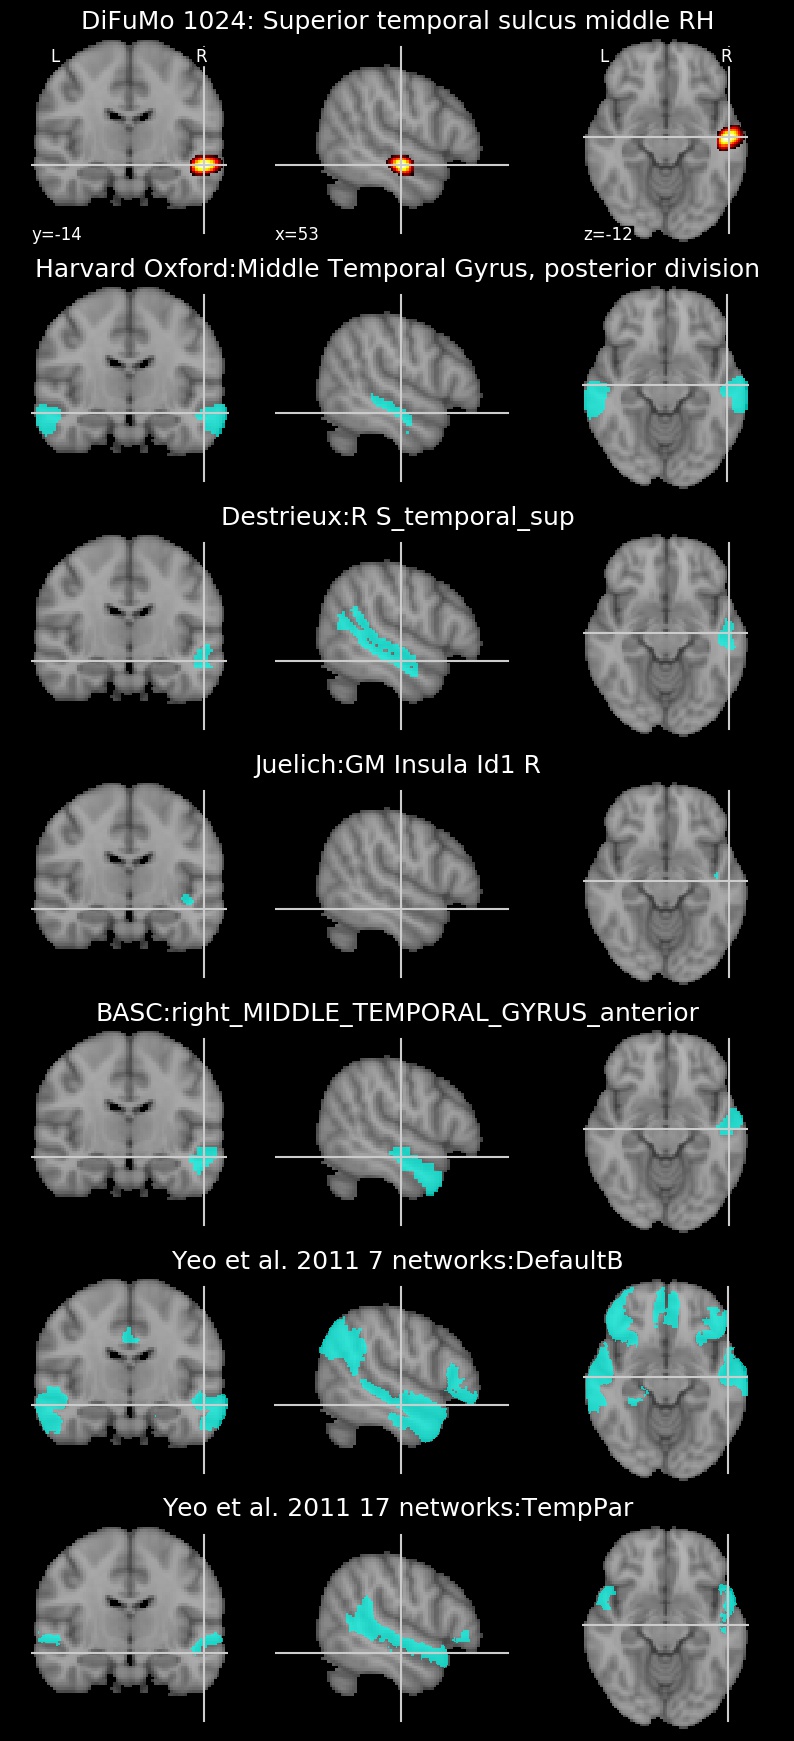 DiFuMo 1024: Superior temporal sulcus middle RH
L R L R
y=-14 x=53 z=-12
Harvard Oxford:Middle Temporal Gyrus, posterior division
Destrieux:R S_temporal_sup
Juelich:GM Insula Id1 R
BASC:right_MIDDLE_TEMPORAL_GYRUS_anterior
Yeo et al. 2011 7 networks:DefaultB
Yeo et al. 2011 17 networks:TempPar